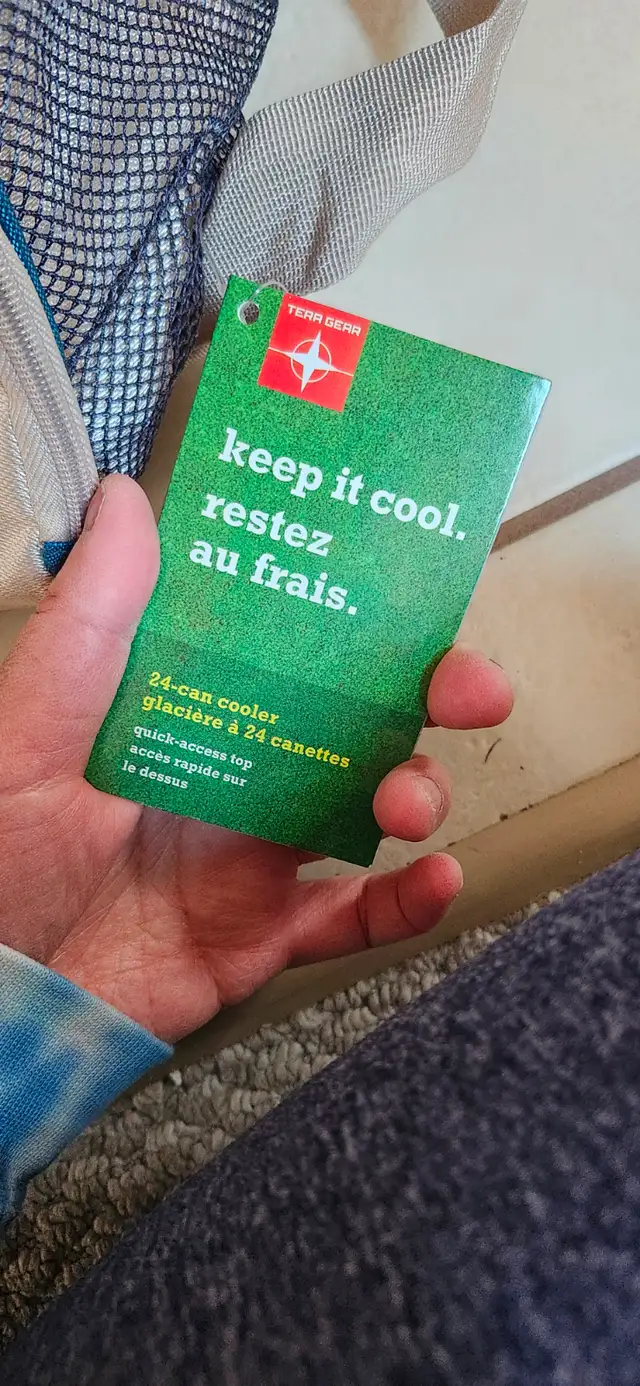 TERA GEAR
keep it cool.
restez
au frais.
24-can cooler
glacière à 24 canettes
quick-access top
accès rapide sur
le dessus